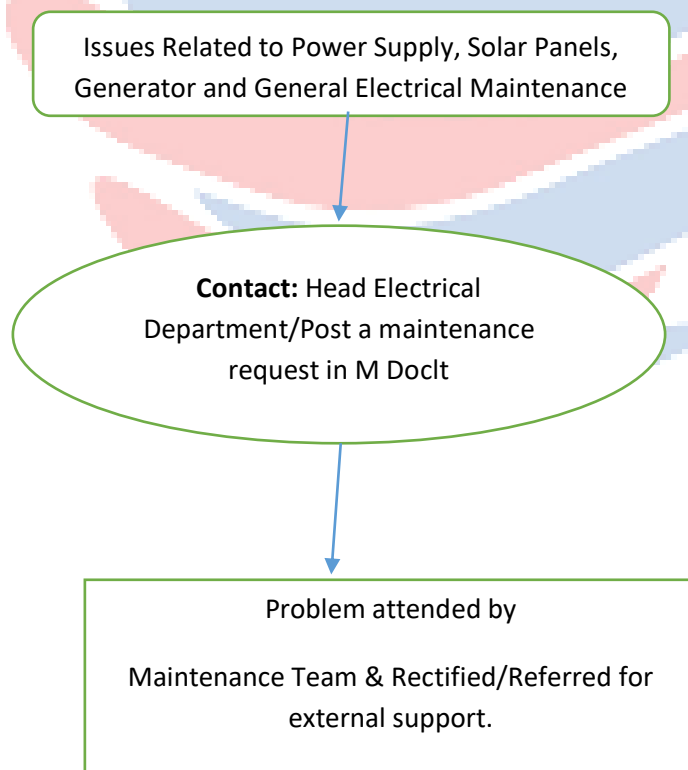 Issues Related to Power Supply, Solar Panels,
Generator and General Electrical Maintenance
Contact: Head Electrical
Department/Post a maintenance
request in M DocIt
Problem attended by
Maintenance Team & Rectified/Referred for
external support.